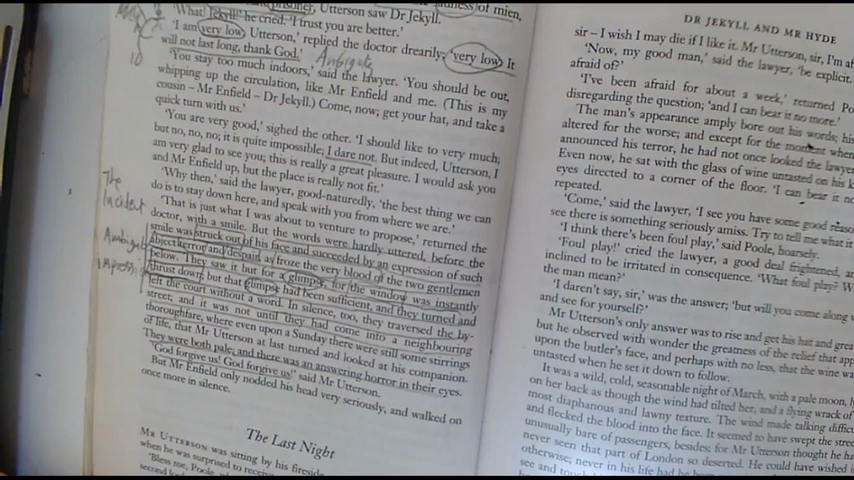 sadness of mien,
prisoner, Utterson saw Dr Jekyll.
'What! Jekyll!' he cried. 'I trust you are better.'
'I am very low, Utterson,' replied the doctor drearily; 'very low. It
will not last long, thank God.'
Ambiguity
10
'You stay too much indoors,' said the lawyer. 'You should be out,
whipping up the circulation, like Mr Enfield and me. (This is my
cousin – Mr Enfield – Dr Jekyll.) Come, now; get your hat, and take a
quick turn with us.'
'You are very good,' sighed the other. 'I should like to very much;
but no, no, no; it is quite impossible; I dare not. But indeed, Utterson, I
am very glad to see you; this is really a great pleasure. I would ask you
and Mr Enfield up, but the place is really not fit.'
'Why then,' said the lawyer, good-naturedly, 'the best thing we can
do is to stay down here, and speak with you from where we are.'
'That is just what I was about to venture to propose,' returned the
doctor, with a smile. But the words were hardly uttered, before the
smile was struck out of his face and succeeded by an expression of such
abject terror and despair, as froze the very blood of the two gentlemen
below. They saw it but for a glimpse, for the window was instantly
thrust down; but that glimpse had been sufficient, and they turned and
left the court without a word. In silence, too, they traversed the by-
street; and it was not until they had come into a neighbouring
thoroughfare, where even upon a Sunday there were still some stirrings
of life, that Mr Utterson at last turned and looked at his companion.
They were both pale; and there was an answering horror in their eyes.
'God forgive us! God forgive us!' said Mr Utterson.
But Mr Enfield only nodded his head very seriously, and walked on
once more in silence.
The
Incident
Ambiguity
The Last Night
MR UTTERSON was sitting by his fireside
when he was surprised to receive
'Bless me, Poole,
second look
DR JEKYLL AND MR HYDE
sir – I wish I may die if I like it. Mr Utterson, sir, I'm af
'Now, my good man,' said the lawyer, 'be explicit.
afraid of?'
'I've been afraid for about a week,' returned Po
disregarding the question; 'and I can bear it no more.'
The man's appearance amply bore out his words; his
altered for the worse; and except for the moment when
announced his terror, he had not once looked the lawye
Even now, he sat with the glass of wine untasted on his k
eyes directed to a corner of the floor. 'I can bear it n
repeated.
'Come,' said the lawyer, 'I see you have some good reaso
see there is something seriously amiss. Try to tell me what it
'I think there's been foul play,' said Poole, hoarsely.
'Foul play!' cried the lawyer, a good deal frightened, an
inclined to be irritated in consequence. 'What foul play? W
the man mean?'
'I daren't say, sir,' was the answer; 'but will you come along w
and see for yourself?'
Mr Utterson's only answer was to rise and get his hat and grea
but he observed with wonder the greatness of the relief that app
upon the butler's face, and perhaps with no less, that the wine wa
untasted when he set it down to follow.
It was a wild, cold, seasonable night of March, with a pale moon, ly
on her back as though the wind had tilted her, and a flying wrack of
most diaphanous and lawny texture. The wind made talking difficu
and flecked the blood into the face. It seemed to have swept the stree
unusually bare of passengers, besides; for Mr Utterson thought he ha
never seen that part of London so deserted. He could have wished i
otherwise; never in his life had he
see and